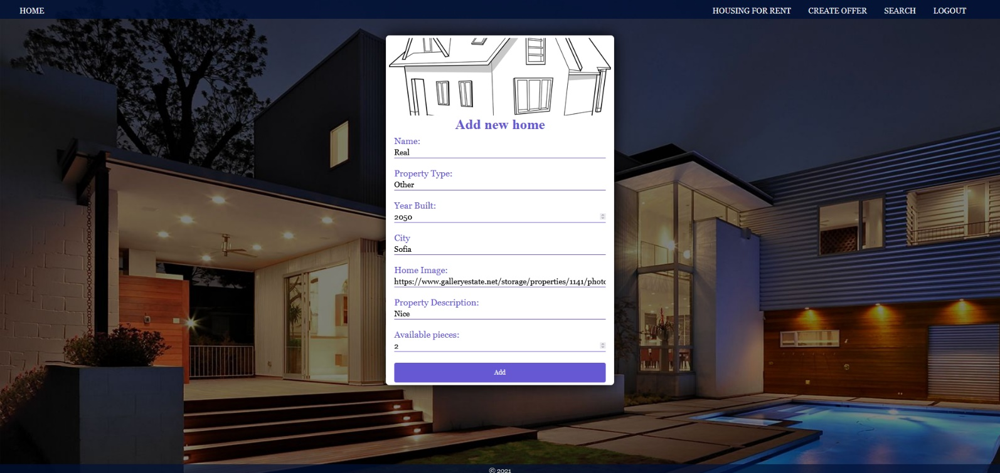 HOME
HOUSING FOR RENT
CREATE OFFER
SEARCH
LOGOUT
Add new home
Name:
Real
Property Type:
Other
Year Built:
2050
City
Sofia
Home Image:
https://www.galleryestate.net/storage/properties/1141/photo
Property Description:
Nice
Available pieces:
2
Add
© 2021